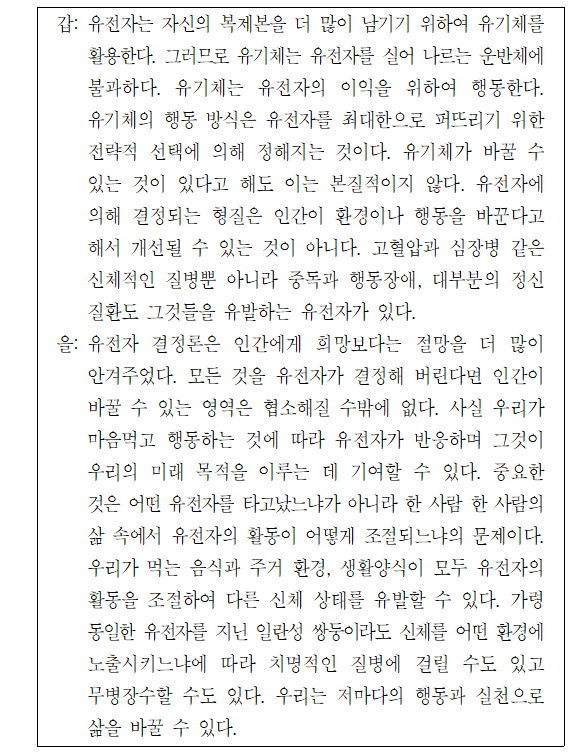 갑: 유전자는 자신의 복제본을 더 많이 남기기 위하여 유기체를
활용한다. 그러므로 유기체는 유전자를 실어 나르는 운반체에
불과하다. 유기체는 유전자의 이익을 위하여 행동한다.
유기체의 행동 방식은 유전자를 최대한으로 퍼뜨리기 위한
전략적 선택에 의해 정해지는 것이다. 유기체가 바꿀 수
있는 것이 있다고 해도 이는 본질적이지 않다. 유전자에
의해 결정되는 형질은 인간이 환경이나 행동을 바꾼다고
해서 개선될 수 있는 것이 아니다. 고혈압과 심장병 같은
신체적인 질병뿐 아니라 중독과 행동장애, 대부분의 정신
질환도 그것들을 유발하는 유전자가 있다.
을: 유전자 결정론은 인간에게 희망보다는 절망을 더 많이
안겨주었다. 모든 것을 유전자가 결정해 버린다면 인간이
바꿀 수 있는 영역은 협소해질 수밖에 없다. 사실 우리가
마음먹고 행동하는 것에 따라 유전자가 반응하며 그것이
우리의 미래 목적을 이루는 데 기여할 수 있다. 중요한
것은 어떤 유전자를 타고났느냐가 아니라 한 사람 한 사람의
삶 속에서 유전자의 활동이 어떻게 조절되느냐의 문제이다.
우리가 먹는 음식과 주거 환경, 생활양식이 모두 유전자의
활동을 조절하여 다른 신체 상태를 유발할 수 있다. 가령
동일한 유전자를 지닌 일란성 쌍둥이라도 신체를 어떤 환경에
노출시키느냐에 따라 치명적인 질병에 걸릴 수도 있고
무병장수할 수도 있다. 우리는 저마다의 행동과 실천으로
삶을 바꿀 수 있다.